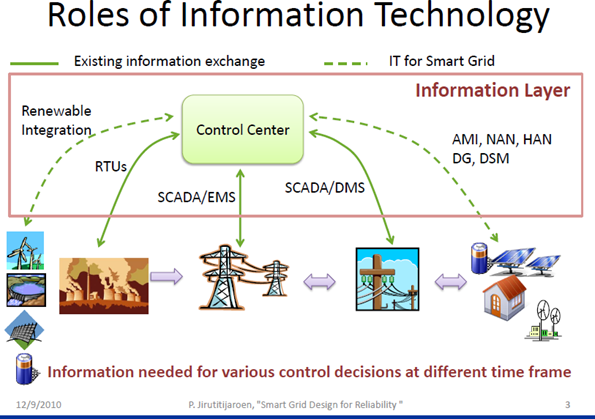 Roles of Information Technology
Existing information exchange
IT for Smart Grid
Information Layer
Renewable
Integration
Control Center
AMI, NAN, HAN
DG, DSM
RTUs
SCADA/EMS
SCADA/DMS
Information needed for various control decisions at different time frame
12/9/2010
P. Jirutitijaroen, "Smart Grid Design for Reliability "
3